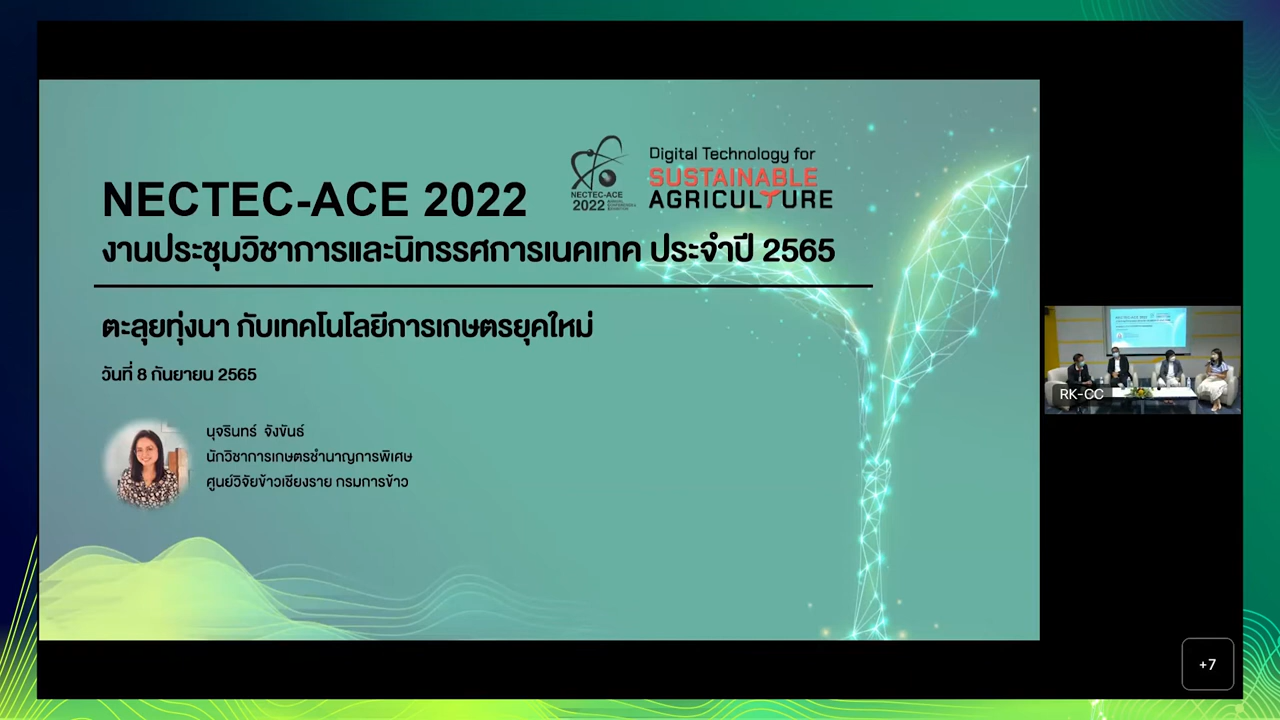 NECTEC-ACE 2022
NECTEC-ACE
2022
Digital Technology for
SUSTAINABLE
AGRICULTURE
งานประชุมวิชาการและนิทรรศการเนคเทค ประจำปี 2565
ตะลุยทุ่งนา กับเทคโนโลยีการเกษตรยุคใหม่
วันที่ 8 กันยายน 2565
นุจรินทร์ จังขันธ์
นักวิชาการเกษตรชำนาญการพิเศษ
ศูนย์วิจัยข้าวเชียงราย กรมการข้าว
RK-CC
+7